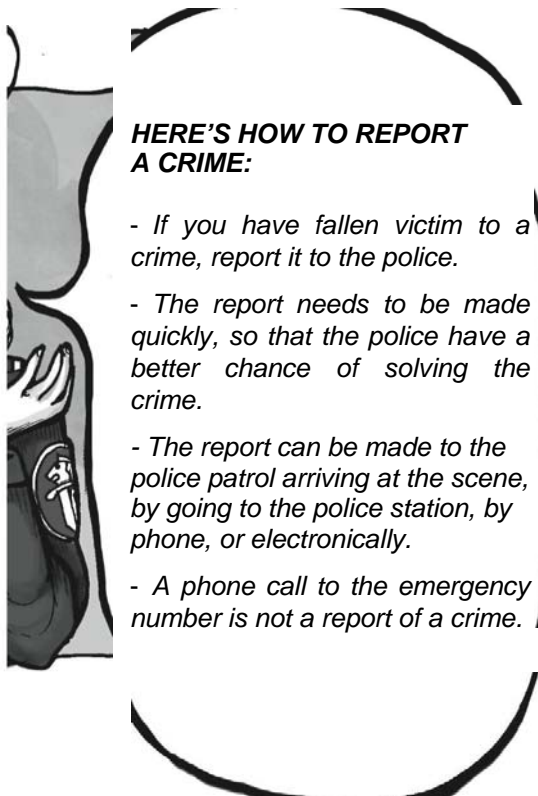 HERE’S HOW TO REPORT
A CRIME:
- If you have fallen victim to a
crime, report it to the police.
- The report needs to be made
quickly, so that the police have a
better chance of solving the
crime.
- The report can be made to the
police patrol arriving at the scene,
by going to the police station, by
phone, or electronically.
- A phone call to the emergency
number is not a report of a crime.